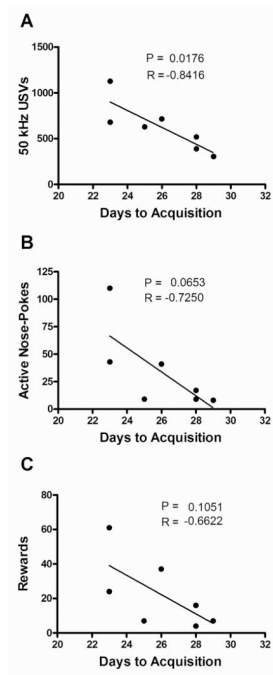 A
P = 0.0176
R = -0.8416
50 kHz USVs
1500
1000
500
0
20 22 24 26 28 30 32
Days to Acquisition
B
P = 0.0653
R = -0.7250
Active Nose-Pokes
125
100
75
50
25
0
20 22 24 26 28 30 32
Days to Acquisition
C
P = 0.1051
R = -0.6622
Rewards
80
60
40
20
0
20 22 24 26 28 30 32
Days to Acquisition